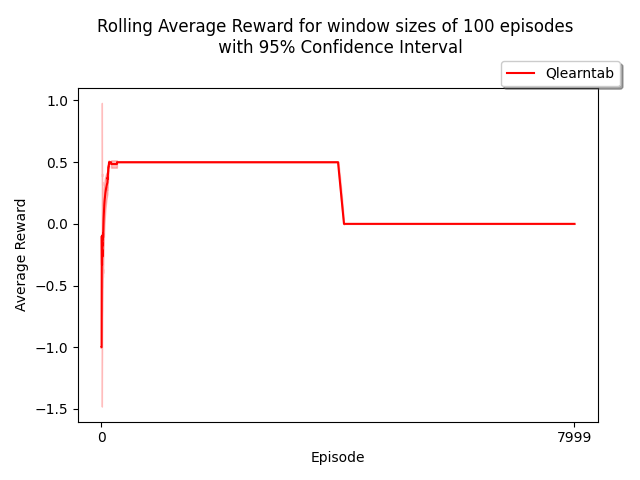 Rolling Average Reward for window sizes of 100 episodes
with 95% Confidence Interval
Qlearntab
1.0
0.5
0.0
−0.5
−1.0
−1.5
Average Reward
0
7999
Episode